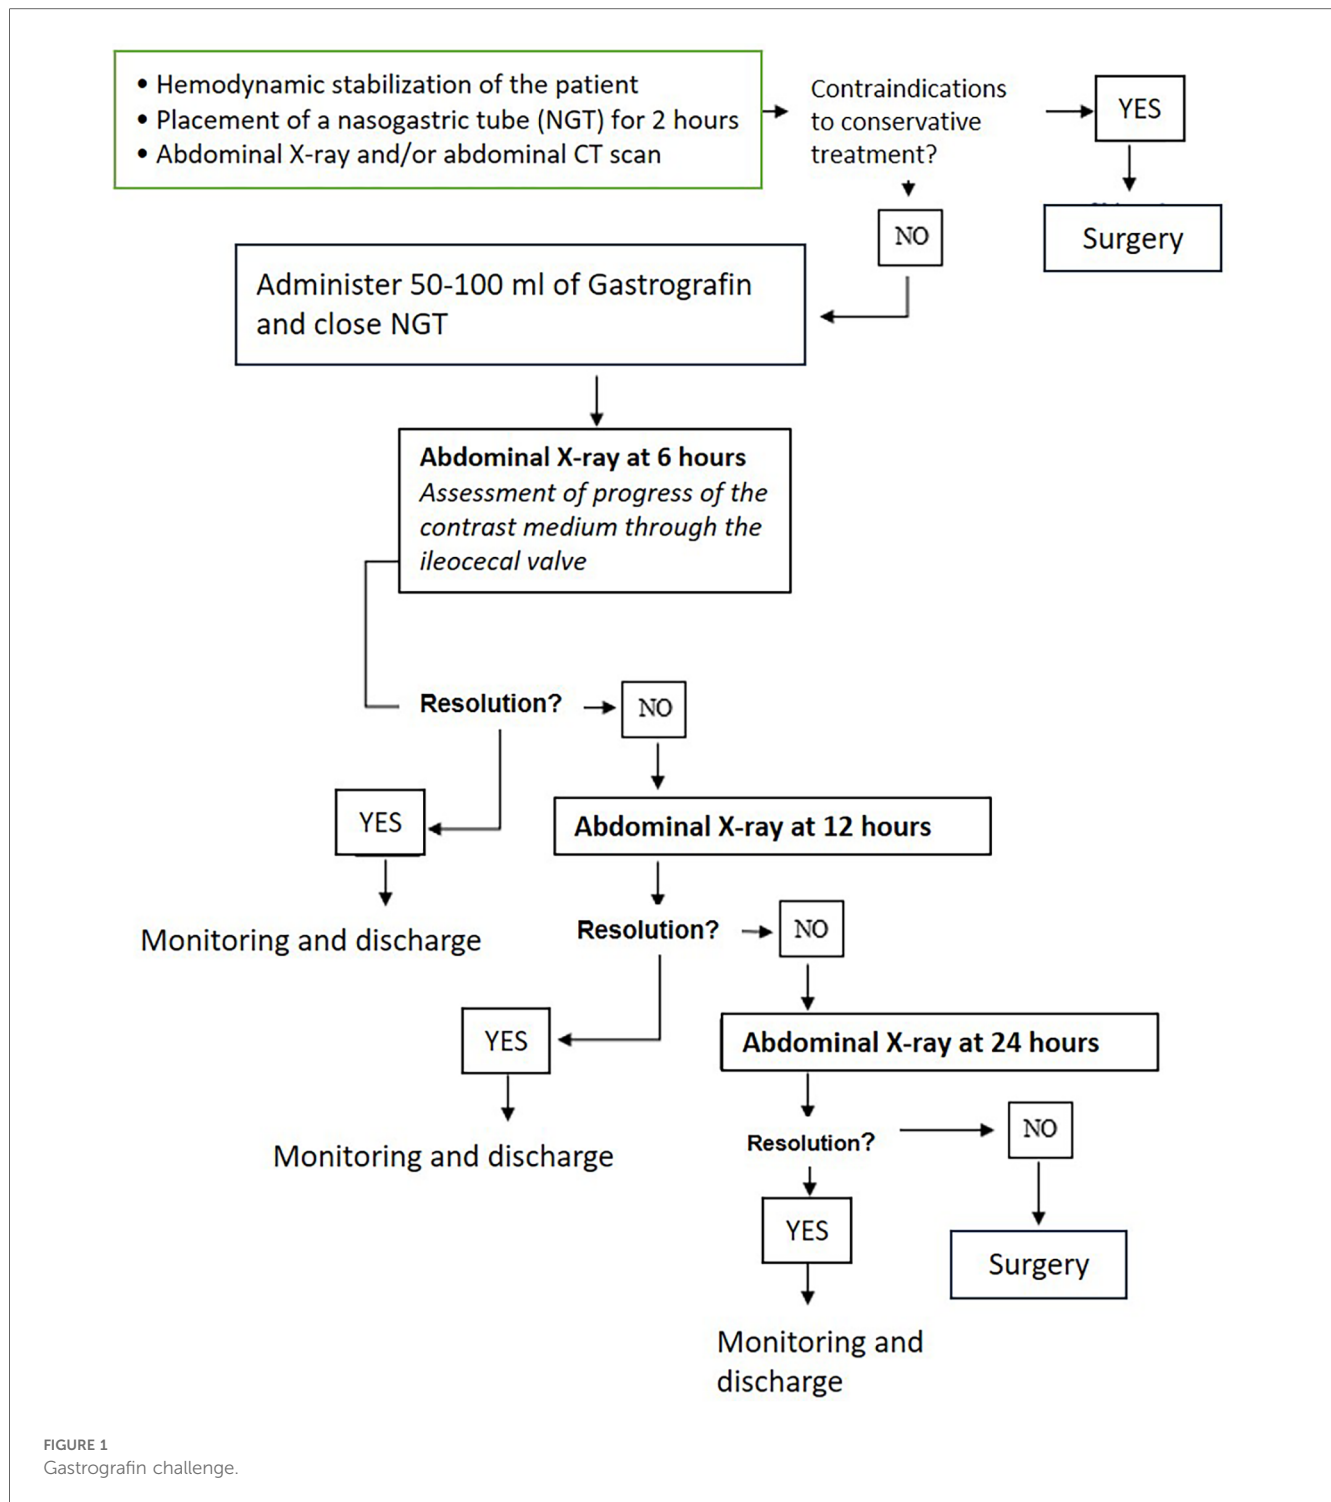 • Hemodynamic stabilization of the patient
• Placement of a nasogastric tube (NGT) for 2 hours
• Abdominal X-ray and/or abdominal CT scan
Contraindications
to conservative
treatment?
YES
NO
Surgery
Administer 50-100 ml of Gastrografin
and close NGT
Abdominal X-ray at 6 hours
Assessment of progress of the
contrast medium through the
ileocecal valve
Resolution?
NO
YES
Abdominal X-ray at 12 hours
Monitoring and discharge
Resolution?
NO
YES
Abdominal X-ray at 24 hours
Monitoring and discharge
Resolution?
NO
YES
Surgery
Monitoring and
discharge
FIGURE 1
Gastrografin challenge.